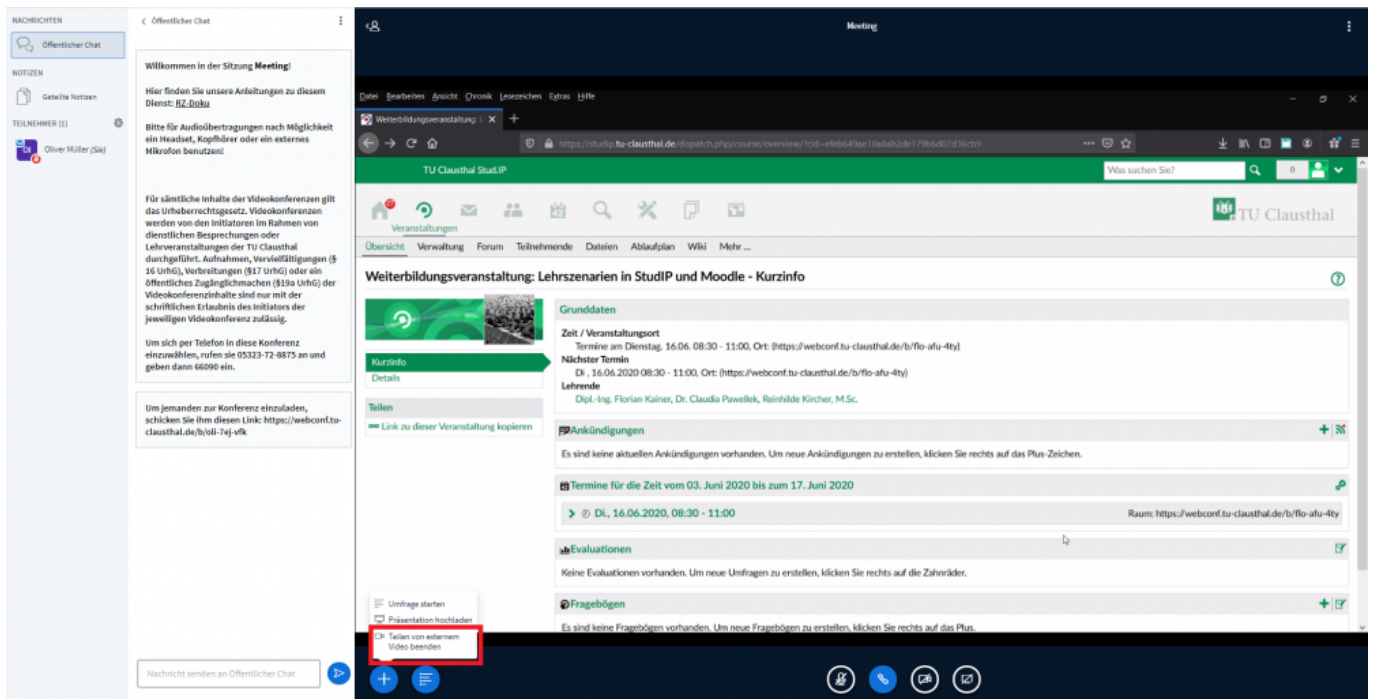 NACHRICHTEN
Öffentlicher Chat
NOTIZEN
Geteilte Notizen
TEILNEHMER (1)
Ol
Oliver Müller (Sie)
Öffentlicher Chat
Willkommen in der Sitzung Meeting!
Hier finden Sie unsere Anleitungen zu diesem
Dienst: RZ-Doku
Bitte für Audioübertragungen nach Möglichkeit
ein Headset, Kopfhörer oder ein externes
Mikrofon benutzen!
Für sämtliche Inhalte der Videokonferenzen gilt
das Urheberrechtsgesetz. Videokonferenzen
werden von den Initiatoren im Rahmen von
dienstlichen Besprechungen oder
Lehrveranstaltungen der TU Clausthal
durchgeführt. Aufnahmen, Vervielfältigungen (§
16 UrhG), Verbreitungen (§17 UrhG) oder ein
öffentliches Zugänglichmachen (§19a UrhG) der
Videokonferenzinhalte sind nur mit der
schriftlichen Erlaubnis des Initiators der
jeweiligen Videokonferenz zulässig.
Um sich per Telefon in diese Konferenz
einzuwählen, rufen sie 05323-72-8875 an und
geben dann 66090 ein.
Um jemanden zur Konferenz einzuladen,
schicken Sie ihm diesen Link: https://webconf.tu-
clausthal.de/b/oli-7ej-vfk
Nachricht senden an Öffentlicher Chat
Meeting
Datei Bearbeiten Ansicht Chronik Lesezeichen Extras Hilfe
Weiterbildungsveranstaltung: L
https://studip.tu-clausthal.de/dispatch.php/course/overview/?cid=efeb649ae10a8ab2de179b6d07d36cb9
TU Clausthal Stud.IP
Was suchen Sie?
0
Veranstaltungen
TU Clausthal
Übersicht Verwaltung Forum Teilnehmende Dateien Ablaufplan Wiki Mehr ...
Weiterbildungsveranstaltung: Lehrszenarien in StudIP und Moodle - Kurzinfo
Kurzinfo
Details
Teilen
Link zu dieser Veranstaltung kopieren
Grunddaten
Zeit / Veranstaltungsort
Termine am Dienstag. 16.06. 08:30 - 11:00, Ort: (https://webconf.tu-clausthal.de/b/flo-afu-4ty)
Nächster Termin
Di , 16.06.2020 08:30 - 11:00, Ort: (https://webconf.tu-clausthal.de/b/flo-afu-4ty)
Lehrende
Dipl.-Ing. Florian Kainer, Dr. Claudia Pawellek, Reinhilde Kircher, M.Sc.
Ankündigungen
Es sind keine aktuellen Ankündigungen vorhanden. Um neue Ankündigungen zu erstellen, klicken Sie rechts auf das Plus-Zeichen.
Termine für die Zeit vom 03. Juni 2020 bis zum 17. Juni 2020
Di., 16.06.2020, 08:30 - 11:00
Raum: https://webconf.tu-clausthal.de/b/flo-afu-4ty
Evaluationen
Keine Evaluationen vorhanden. Um neue Umfragen zu erstellen, klicken Sie rechts auf die Zahnräder.
Fragebögen
Es sind keine Fragebögen vorhanden. Um neue Fragebögen zu erstellen, klicken Sie rechts auf das Plus.
Umfrage starten
Präsentation hochladen
Teilen von externem
Video beenden